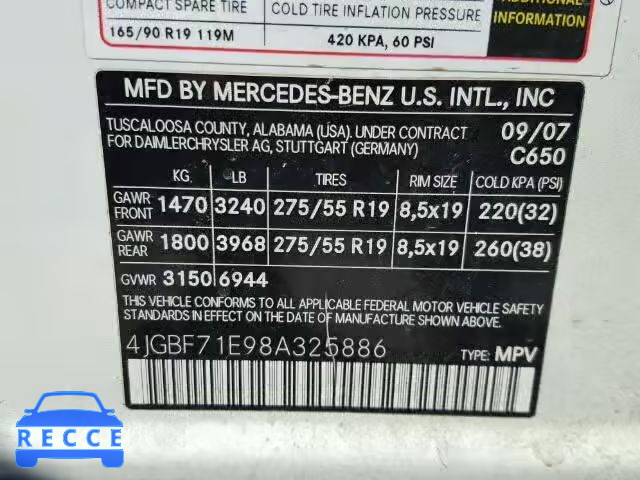 COMPACT SPARE TIRE COLD TIRE INFLATION PRESSURE ADDITIONAL
165/90 R19 119M 420 KPA, 60 PSI INFORMATION
MFD BY MERCEDES-BENZ U.S. INTL., INC
TUSCALOOSA COUNTY, ALABAMA (USA). UNDER CONTRACT 09/07
FOR DAIMLERCHRYSLER AG, STUTTGART (GERMANY) C650
KG. LB TIRES RIM SIZE COLD KPA (PSI)
GAWR FRONT 1470 3240 275/55 R19 8,5x19 220(32)
GAWR REAR 1800 3968 275/55 R19 8,5x19 260(38)
GVWR 3150 6944
THIS VEHICLE CONFORMS TO ALL APPLICABLE FEDERAL MOTOR VEHICLE SAFETY
STANDARDS IN EFFECT ON THE DATE OF MANUFACTURE SHOWN ABOVE.
4JGBF71E98A325886 TYPE: MPV
RECCE